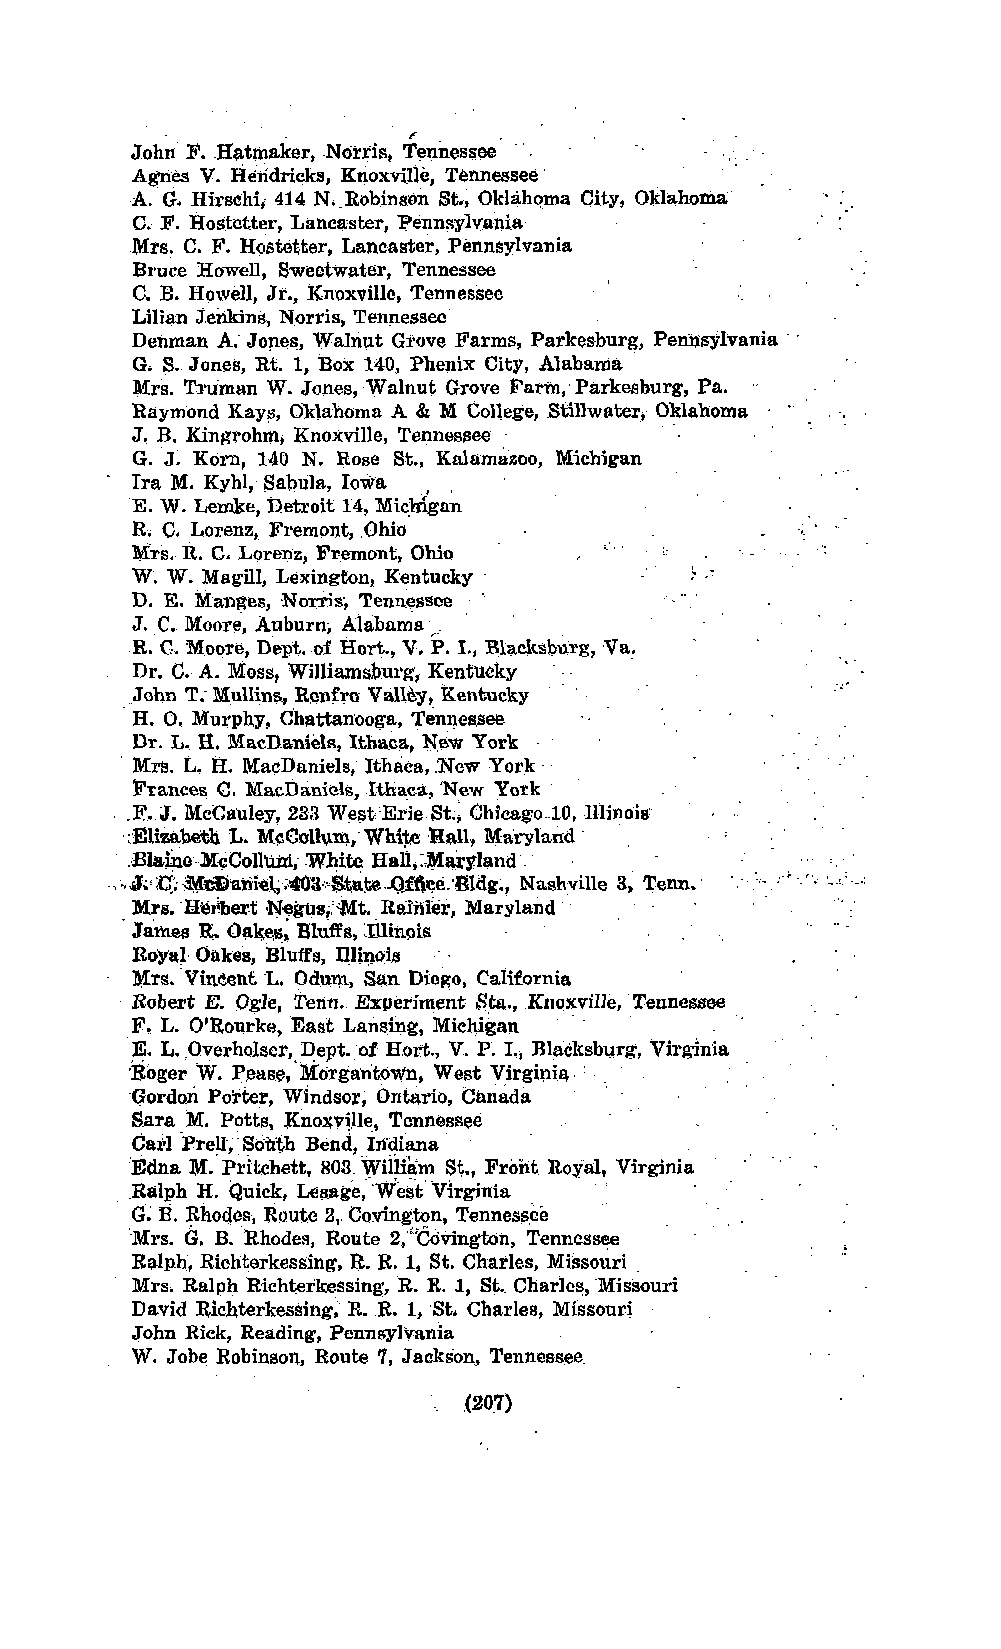 John F. Hatmaker, Norris, Tennessee
Agnes V. Hendricks, Knoxville, Tennessee
A. G. Hirschi, 414 N. Robinson St., Oklahoma City, Oklahoma
C. F. Hostetter, Lancaster, Pennsylvania
Mrs. C. F. Hostetter, Lancaster, Pennsylvania
Bruce Howell, Sweetwater, Tennessee
C. B. Howell, Jr., Knoxville, Tennessee
Lilian Jenkins, Norris, Tennessee
Denman A. Jones, Walnut Grove Farms, Parkesburg, Pennsylvania
G. S. Jones, Rt. 1, Box 140, Phenix City, Alabama
Mrs. Truman W. Jones, Walnut Grove Farm, Parkesburg, Pa.
Raymond Kays, Oklahoma A & M College, Stillwater, Oklahoma
J. B. Kingrohm, Knoxville, Tennessee
G. J. Korn, 140 N. Rose St., Kalamazoo, Michigan
Ira M. Kyhl, Sabula, Iowa
E. W. Lemke, Detroit 14, Michigan
R. C. Lorenz, Fremont, Ohio
Mrs. R. C. Lorenz, Fremont, Ohio
W. W. Magill, Lexington, Kentucky
D. E. Manges, Norris, Tennessee
J. C. Moore, Auburn, Alabama
R. C. Moore, Dept. of Hort., V. P. I., Blacksburg, Va.
Dr. C. A. Moss, Williamsburg, Kentucky
John T. Mullins, Renfro Valley, Kentucky
H. O. Murphy, Chattanooga, Tennessee
Dr. L. H. MacDaniels, Ithaca, New York
Mrs. L. H. MacDaniels, Ithaca, New York
Frances C. MacDaniels, Ithaca, New York
F. J. McCauley, 233 West Erie St., Chicago 10, Illinois
Elizabeth L. McCollum, White Hall, Maryland
Blaine McCollum, White Hall, Maryland
J. C. McDaniel, 403 State Office Bldg., Nashville 3, Tenn.
Mrs. Herbert Negus, Mt. Rainier, Maryland
James R. Oakes, Bluffs, Illinois
Royal Oakes, Bluffs, Illinois
Mrs. Vincent L. Odum, San Diego, California
Robert E. Ogle, Tenn. Experiment Sta., Knoxville, Tennessee
F. L. O'Rourke, East Lansing, Michigan
E. L. Overholser, Dept. of Hort., V. P. I., Blacksburg, Virginia
Roger W. Pease, Morgantown, West Virginia
Gordon Porter, Windsor, Ontario, Canada
Sara M. Potts, Knoxville, Tennessee
Carl Prell, South Bend, Indiana
Edna M. Pritchett, 803 William St., Front Royal, Virginia
Ralph H. Quick, Lesage, West Virginia
G. B. Rhodes, Route 2, Covington, Tennessee
Mrs. G. B. Rhodes, Route 2, Covington, Tennessee
Ralph, Richterkessing, R. R. 1, St. Charles, Missouri
Mrs. Ralph Richterkessing, R. R. 1, St. Charles, Missouri
David Richterkessing, R. R. 1, St. Charles, Missouri
John Rick, Reading, Pennsylvania
W. Jobe Robinson, Route 7, Jackson, Tennessee
(207)